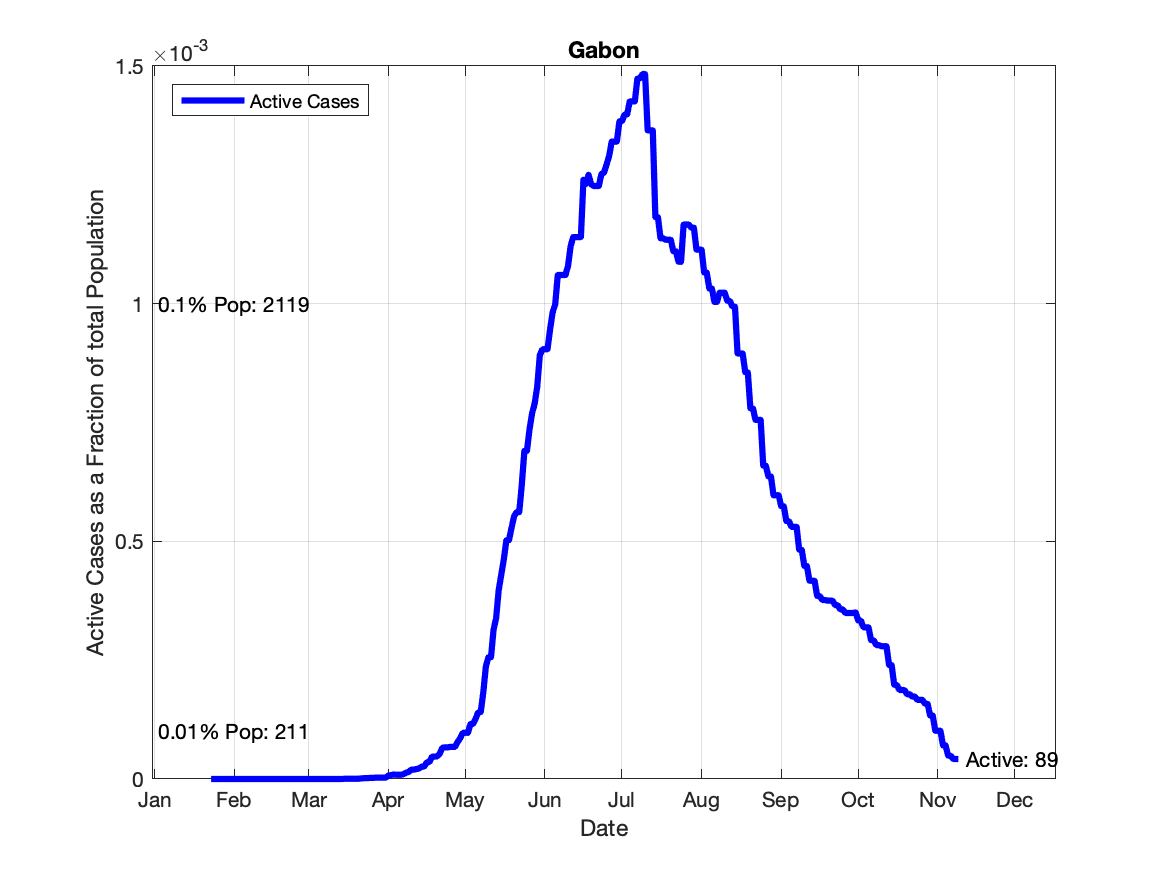 Gabon
×10-3
Active Cases
1.5
1
0.5
0
Active Cases as a Fraction of total Population
0.1% Pop: 2119
0.01% Pop: 211
Active: 89
Jan Feb Mar Apr May Jun Jul Aug Sep Oct Nov Dec
Date